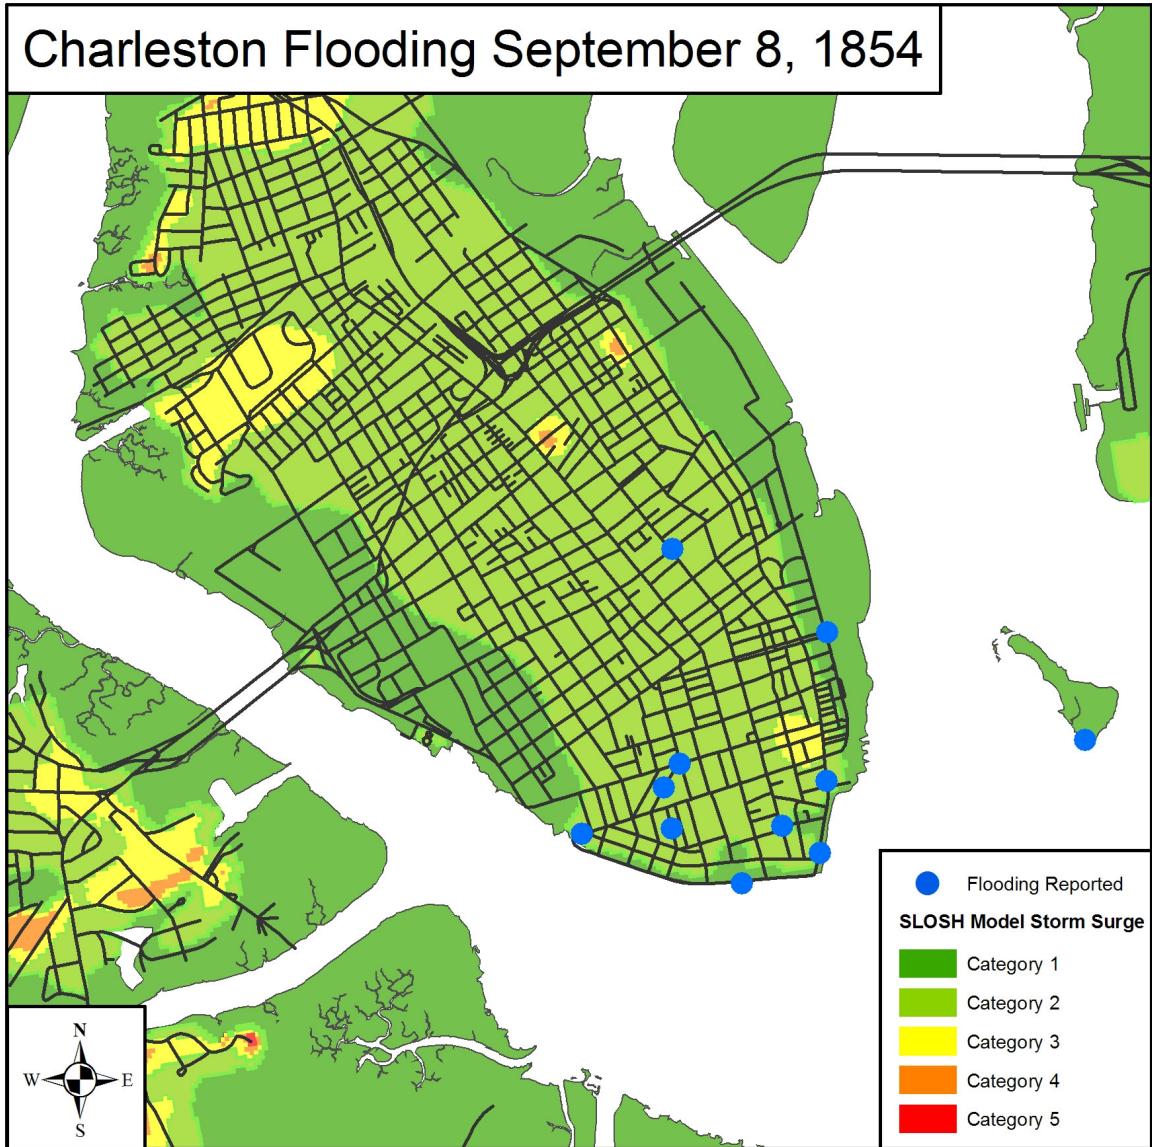 Charleston Flooding September 8, 1854
Flooding Reported
SLOSH Model Storm Surge
Category 1
Category 2
Category 3
Category 4
Category 5
N
W E
S